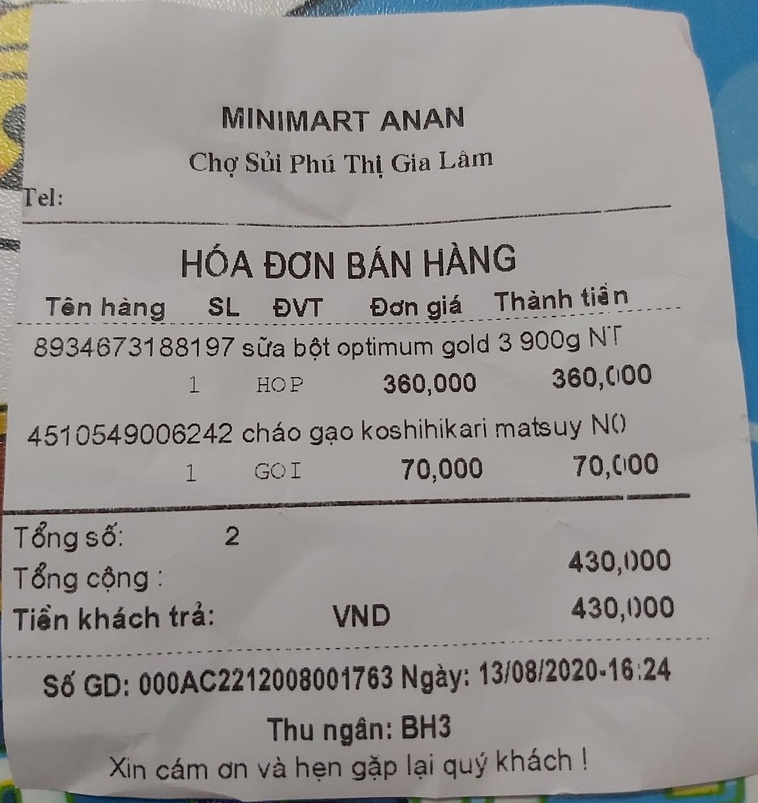 MINIMART ANAN
Chợ Sủi Phú Thị Gia Lâm
Tel:
HÓA ĐƠN BÁN HÀNG
Tên hàng SL ĐVT Đơn giá Thành tiền
8934673188197 sữa bột optimum gold 3 900g NT
1 HOP 360,000 360,000
4510549006242 cháo gạo koshihikari matsuy NO
1 GOI 70,000 70,000
Tổng số: 2
Tổng cộng : 430,000
Tiền khách trả: VND 430,000
Số GD: 000AC2212008001763 Ngày: 13/08/2020-16:24
Thu ngân: BH3
Xin cám ơn và hẹn gặp lại quý khách !